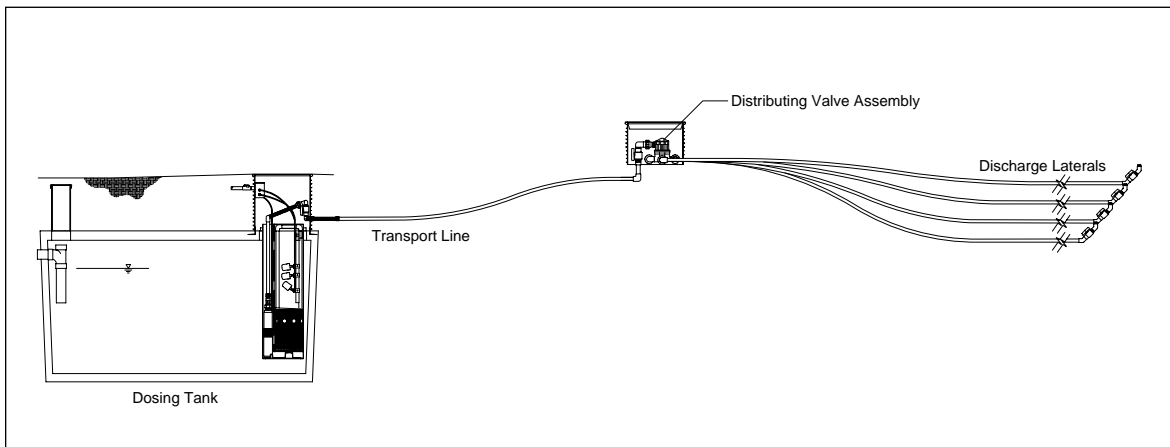 Distributing Valve Assembly
Discharge Laterals
Transport Line
Dosing Tank